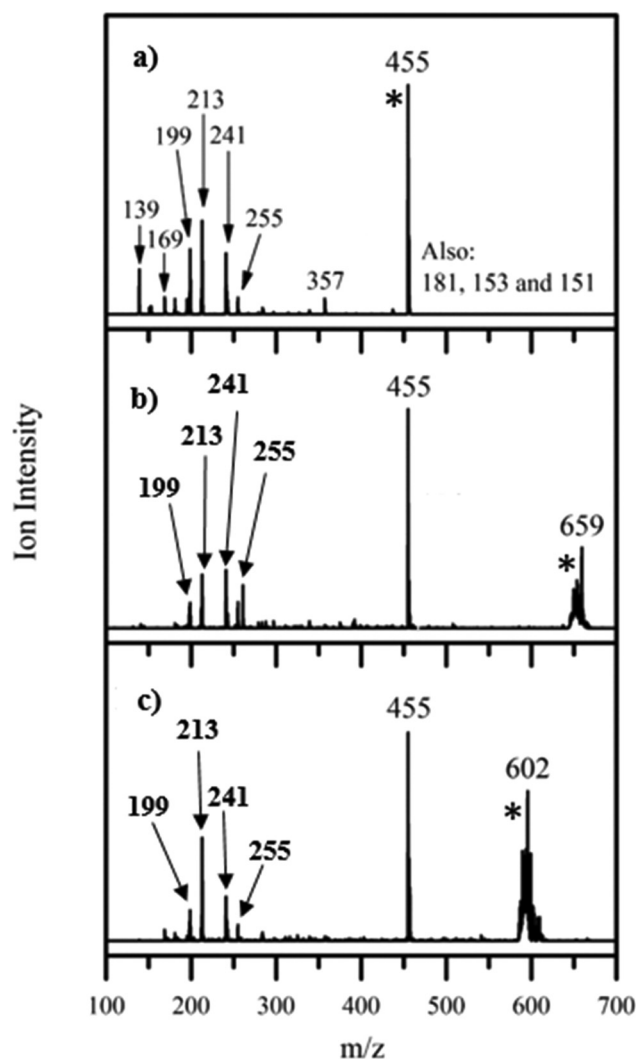 a)
455
*
213
199 241
139
169
255
357
Also:
181, 153 and 151
b)
241
455
213
255
199
659
*
c)
455
213
602
199
241
*
255
Ion Intensity
100 200 300 400 500 600 700
m/z